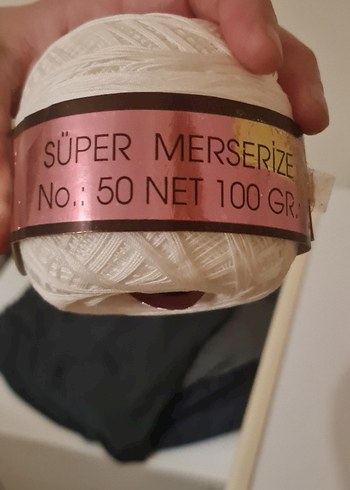 SÜPER MERSERİZE
No.: 50 NET 100 GR.